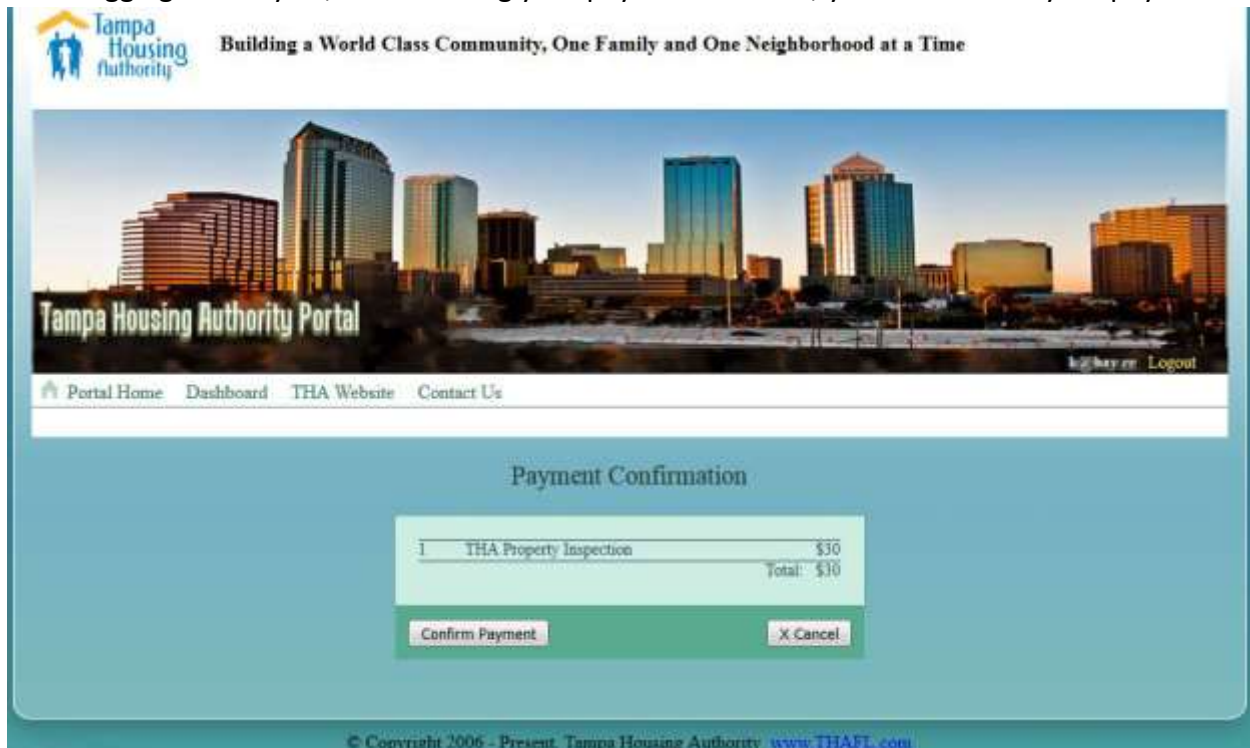 Tampa
Housing
Authority
Building a World Class Community, One Family and One Neighborhood at a Time
Tampa Housing Authority Portal
Logout
Portal Home Dashboard THA Website Contact Us
Payment Confirmation
1 THA Property Inspection $30
Total: $30
Confirm Payment X Cancel
© Copyright 2006 - Present, Tampa Housing Authority www.THAFL.com